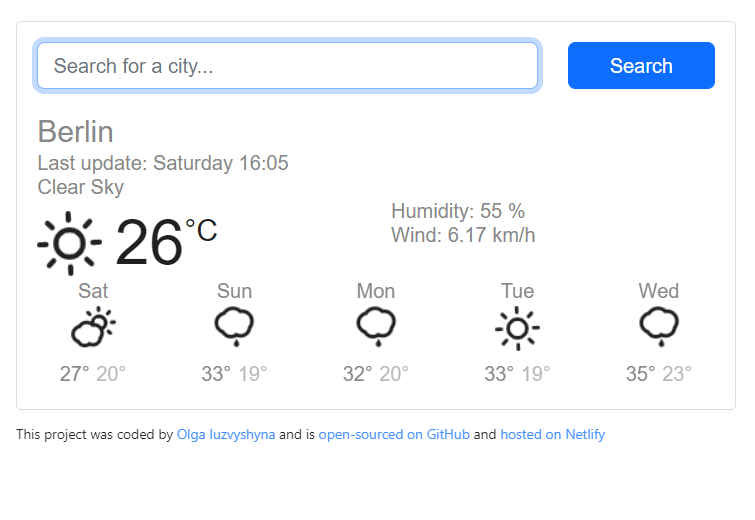 Search for a city...
Search
Berlin
Last update: Saturday 16:05
Clear Sky
26°C
Humidity: 55 %
Wind: 6.17 km/h
Sat Sun Mon Tue Wed
27° 20° 33° 19° 32° 20° 33° 19° 35° 23°
This project was coded by Olga Iuzvyshyna and is open-sourced on GitHub and hosted on Netlify